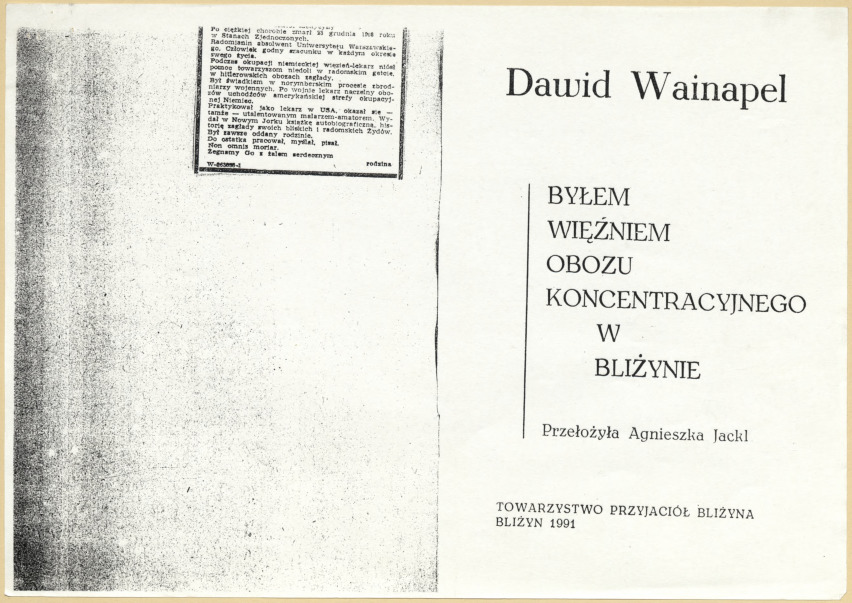 Po ciężkiej chorobie zmarł 23 grudnia 1988 roku
w Stanach Zjednoczonych.
Radomianin absolwent Uniwersytetu Warszawskie-
go. Człowiek godny szacunku w każdym okresie
swego życia.
Podczas okupacji niemieckiej więzień-lekarz niósł
pomoc towarzyszom niedoli w radomskim getcie,
w hitlerowskich obozach zagłady.
Był świadkiem w norymberskim procesie zbrod-
niarzy wojennych. Po wojnie lekarz naczelny obo-
zów uchodźców amerykańskiej strefy okupacyj-
nej Niemiec.
Praktykował jako lekarz w USA, okazał się —
tamże — utalentowanym malarzem-amatorem. Wy-
dał w Nowym Jorku książkę autobiograficzną, his-
torię zagłady swoich bliskich i radomskich Żydów.
Był zawsze oddany rodzinie.
Do ostatka pracował, myślał, pisał.
Non omnis moriar.
Żegnamy Go z żalem serdecznym
rodzina
Dawid Wainapel
BYŁEM
WIĘŹNIEM
OBOZU
KONCENTRACYJNEGO
W
BLIŻYNIE
Przełożyła Agnieszka Jackl
TOWARZYSTWO PRZYJACIÓŁ BLIŻYNA
BLIŻYN 1991